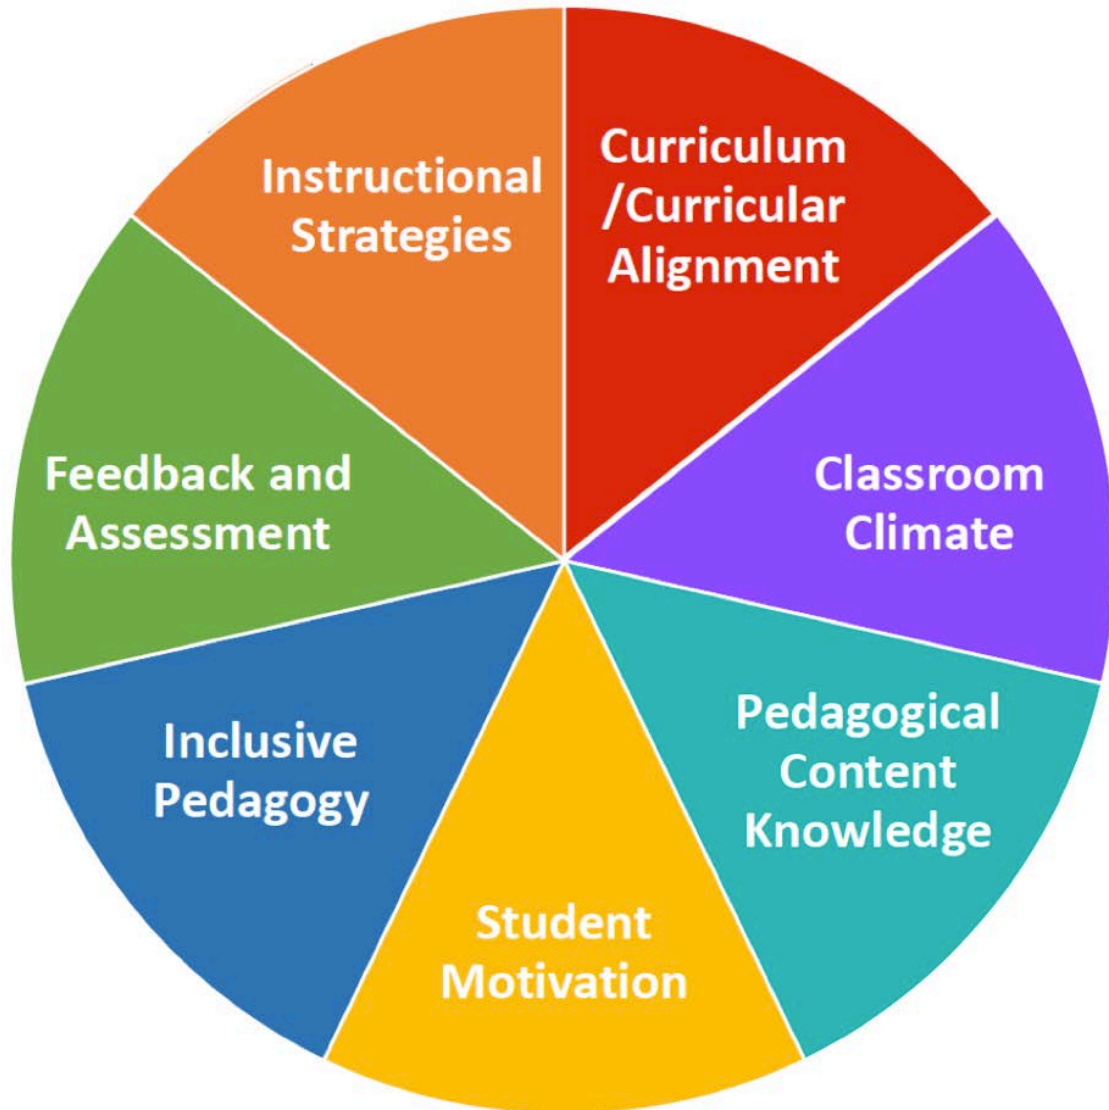 Instructional
Strategies
Curriculum
/Curricular
Alignment
Classroom
Climate
Pedagogical
Content
Knowledge
Student
Motivation
Inclusive
Pedagogy
Feedback and
Assessment